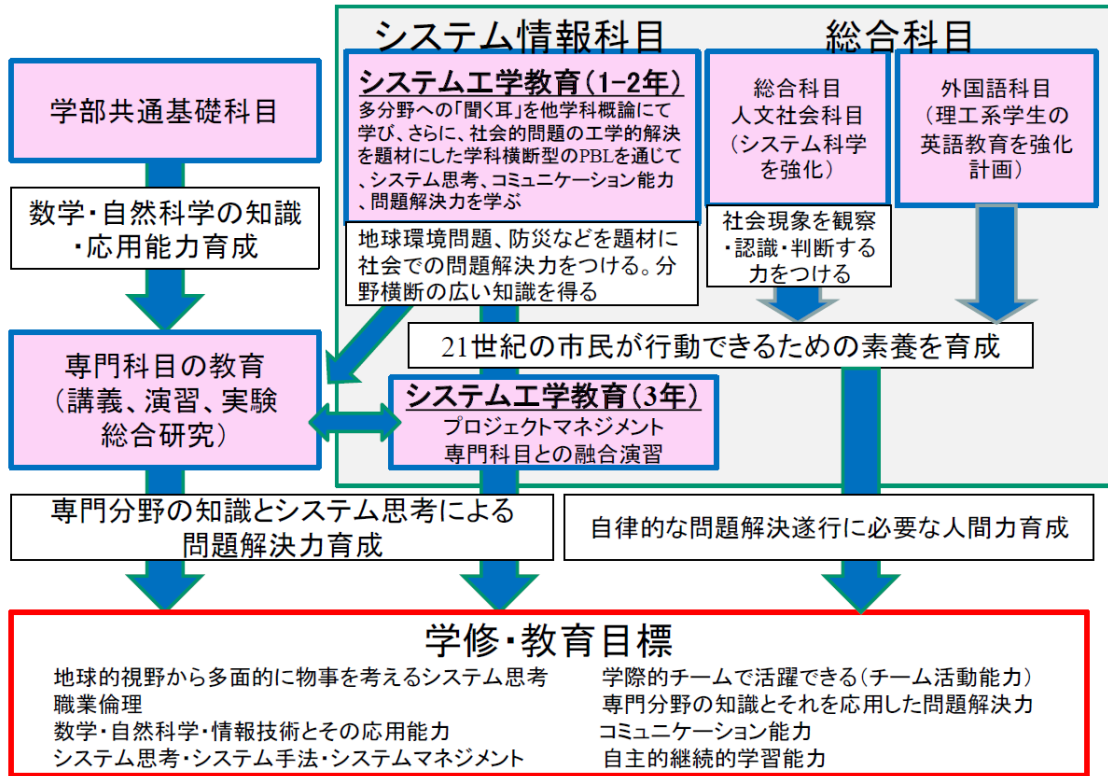 システム情報科目
総合科目
学部共通基礎科目
システム工学教育(1-2年)
多分野への「聞く耳」を他学科概論にて
学び、さらに、社会的問題の工学的解決
を題材にした学科横断型のPBLを通じて
、システム思考、コミュニケーション能力
、問題解決力を学ぶ
総合科目
人文社会科目
(システム科学
を強化)
外国語科目
(理工系学生の
英語教育を強化
計画)
数学・自然科学の知識
・応用能力育成
地球環境問題、防災などを題材に
社会での問題解決力をつける。分
野横断の広い知識を得る
社会現象を観察
・認識・判断する
力をつける
21世紀の市民が行動できるための素養を育成
専門科目の教育
(講義、演習、実験
総合研究)
システム工学教育(3年)
プロジェクトマネジメント
専門科目との融合演習
専門分野の知識とシステム思考による
問題解決力育成
自律的な問題解決遂行に必要な人間力育成
学修・教育目標
地球的視野から多面的に物事を考えるシステム思考
職業倫理
数学・自然科学・情報技術とその応用能力
システム思考・システム手法・システムマネジメント
学際的チームで活躍できる(チーム活動能力)
専門分野の知識とそれを応用した問題解決力
コミュニケーション能力
自主的継続的学習能力